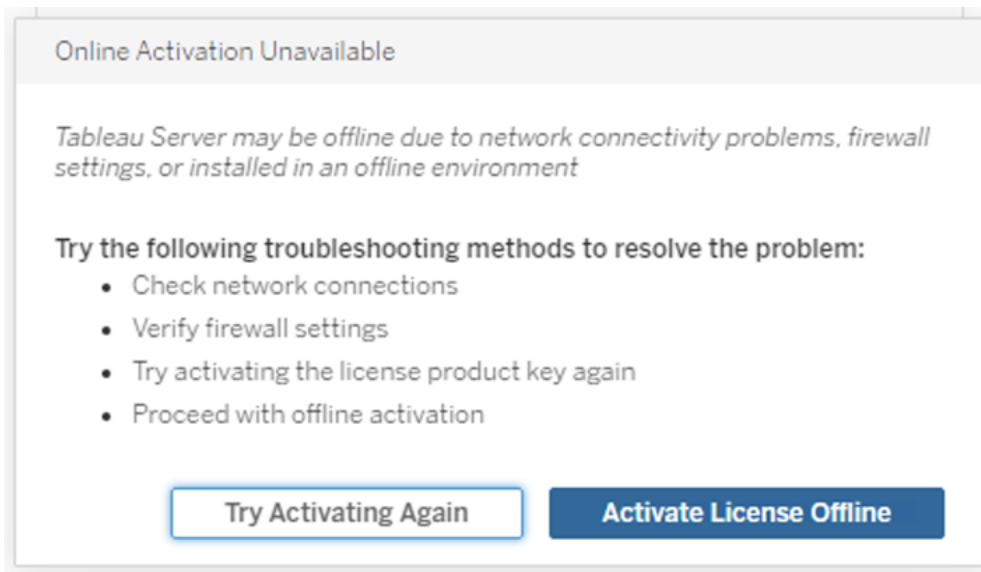 Online Activation Unavailable
Tableau Server may be offline due to network connectivity problems, firewall
settings, or installed in an offline environment
Try the following troubleshooting methods to resolve the problem:
• Check network connections
• Verify firewall settings
• Try activating the license product key again
• Proceed with offline activation
Try Activating Again
Activate License Offline